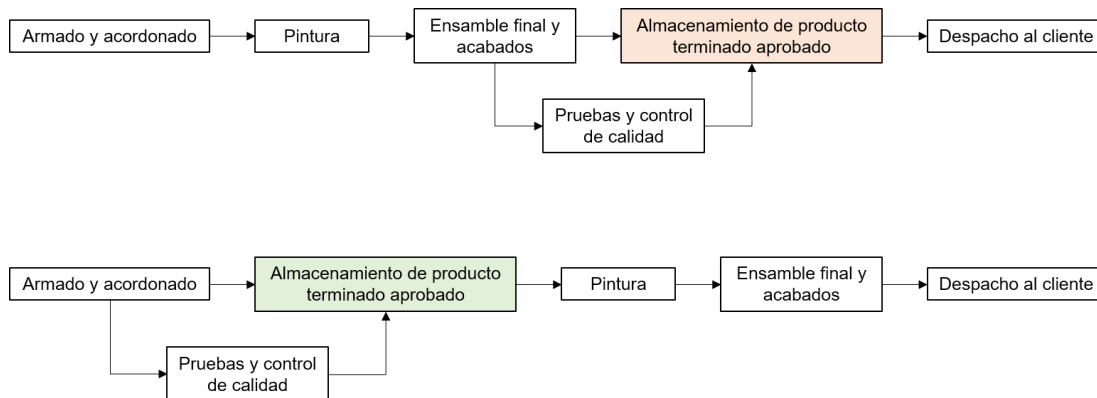 Armado y acordonado
Pintura
Ensamble final y
acabados
Almacenamiento de producto
terminado aprobado
Despacho al cliente
Pruebas y control
de calidad
Armado y acordonado
Almacenamiento de producto
terminado aprobado
Pintura
Ensamble final y
acabados
Despacho al cliente
Pruebas y control
de calidad